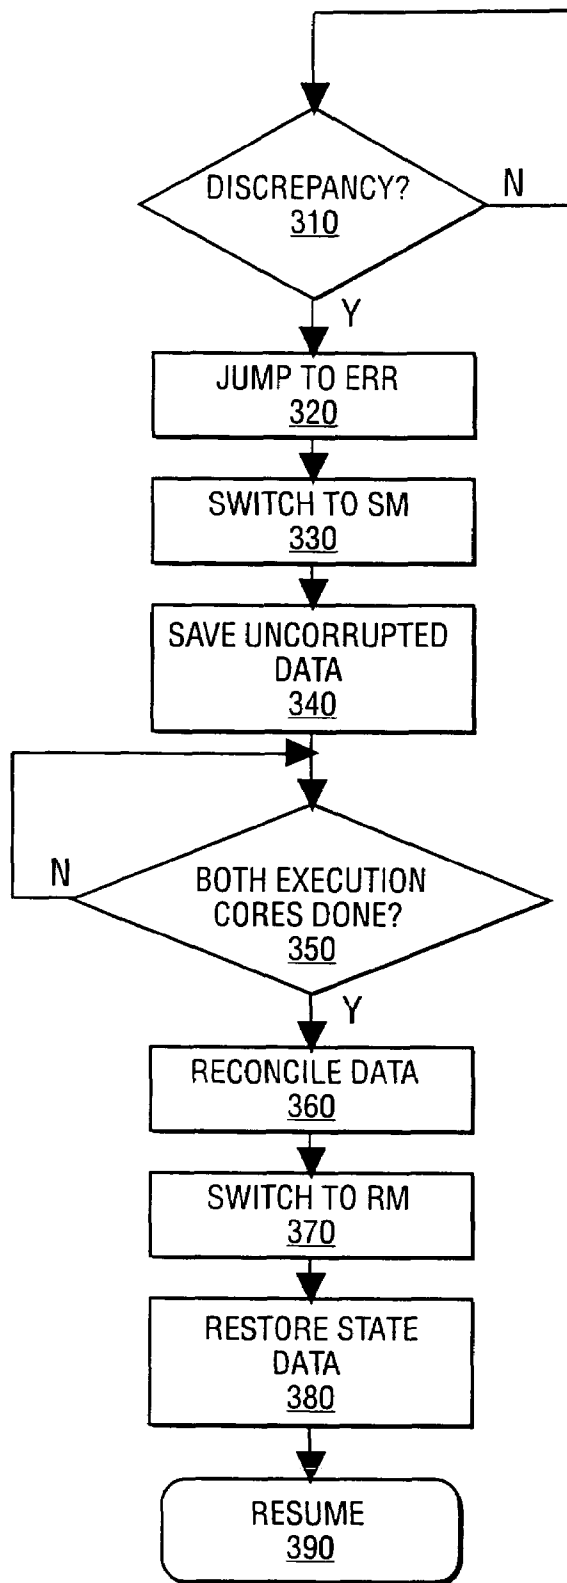 DISCREPANCY?
310
N
Y
JUMP TO ERR
320
SWITCH TO SM
330
SAVE UNCORRUPTED
DATA
340
N
BOTH EXECUTION
CORES DONE?
350
Y
RECONCILE DATA
360
SWITCH TO RM
370
RESTORE STATE
DATA
380
RESUME
390